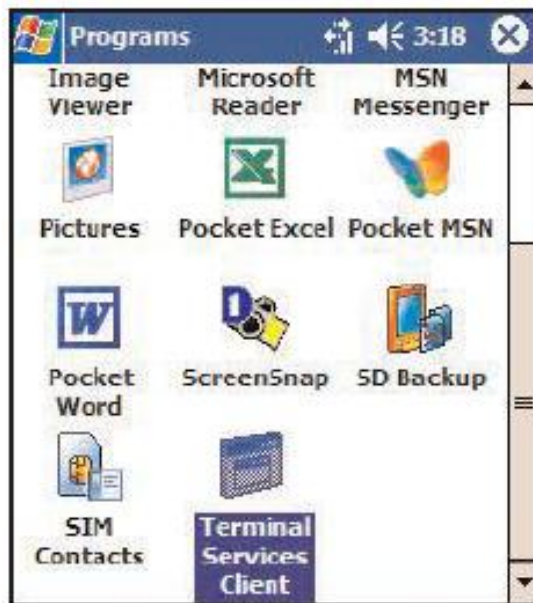 Programs 3:18
Image Microsoft MSN
Viewer Reader Messenger
Pictures Pocket Excel Pocket MSN
Pocket ScreenSnap SD Backup
Word
SIM Terminal
Contacts Services
Client